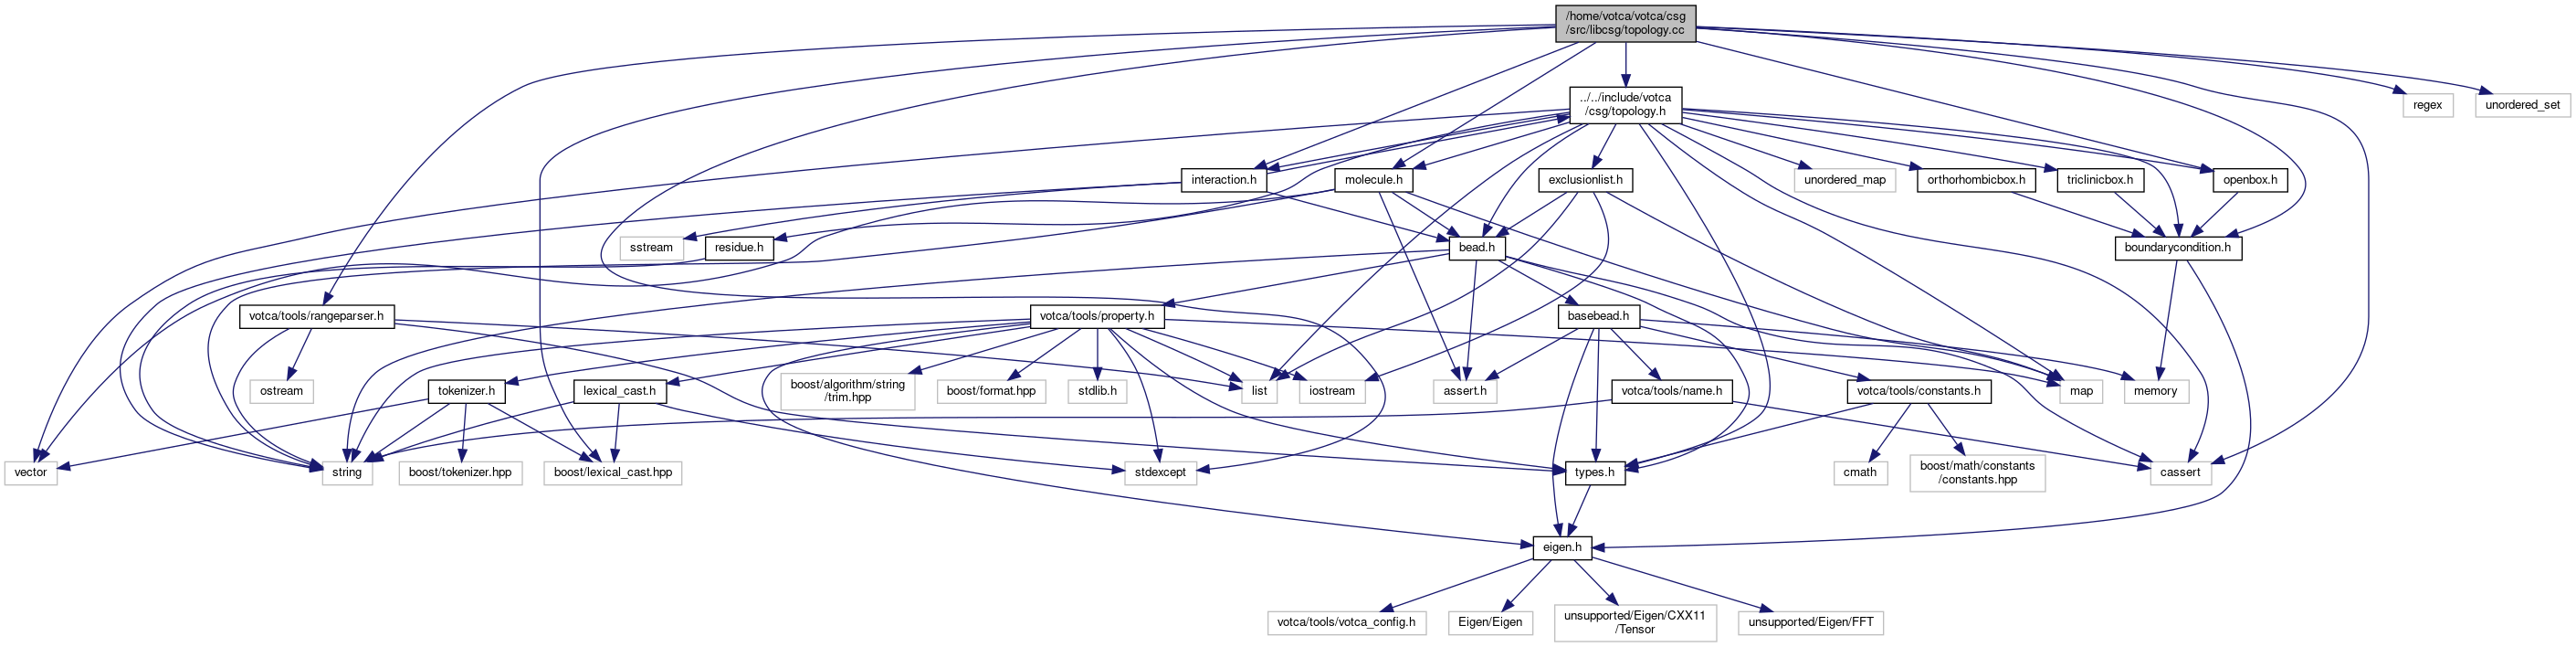 /home/votca/votca/csg
/src/libcsg/topology.cc
../../include/votca
/csg/topology.h
regex
unordered_set
interaction.h
molecule.h
exclusionlist.h
unordered_map
orthorhombicbox.h
triclinicbox.h
openbox.h
sstream
residue.h
bead.h
boundarycondition.h
votca/tools/rangeparser.h
votca/tools/property.h
basebead.h
ostream
tokenizer.h
lexical_cast.h
boost/algorithm/string
/trim.hpp
boost/format.hpp
stdlib.h
list
iostream
assert.h
votca/tools/name.h
votca/tools/constants.h
map
memory
vector
string
boost/tokenizer.hpp
boost/lexical_cast.hpp
stdexcept
types.h
cmath
boost/math/constants
/constants.hpp
cassert
eigen.h
votca/tools/votca_config.h
Eigen/Eigen
unsupported/Eigen/CXX11
/Tensor
unsupported/Eigen/FFT